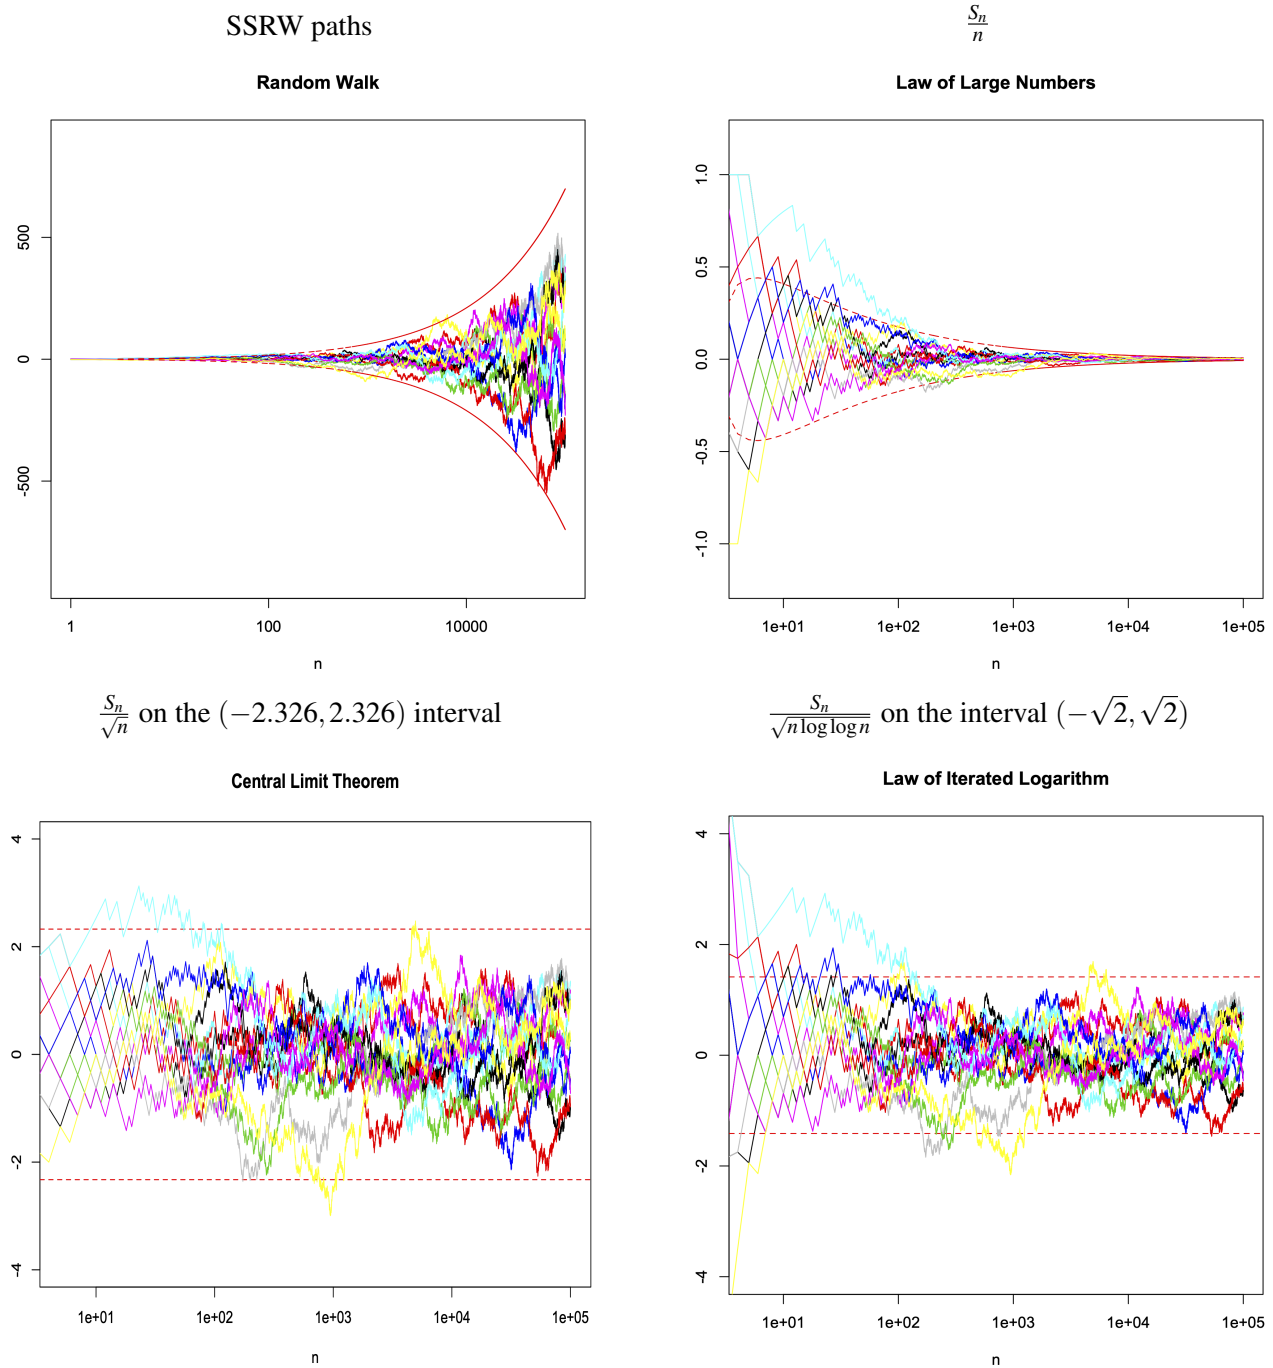 SSRW paths
S_n / n
Random Walk
Law of Large Numbers
500
0
-500
1
100
10000
n
1.0
0.5
0.0
-0.5
-1.0
1e+01
1e+02
1e+03
1e+04
1e+05
n
S_n / √n on the (−2.326, 2.326) interval
S_n / √(n log log n) on the interval (−√2, √2)
Central Limit Theorem
Law of Iterated Logarithm
4
2
0
-2
-4
1e+01
1e+02
1e+03
1e+04
1e+05
n
4
2
0
-2
-4
1e+01
1e+02
1e+03
1e+04
1e+05
n